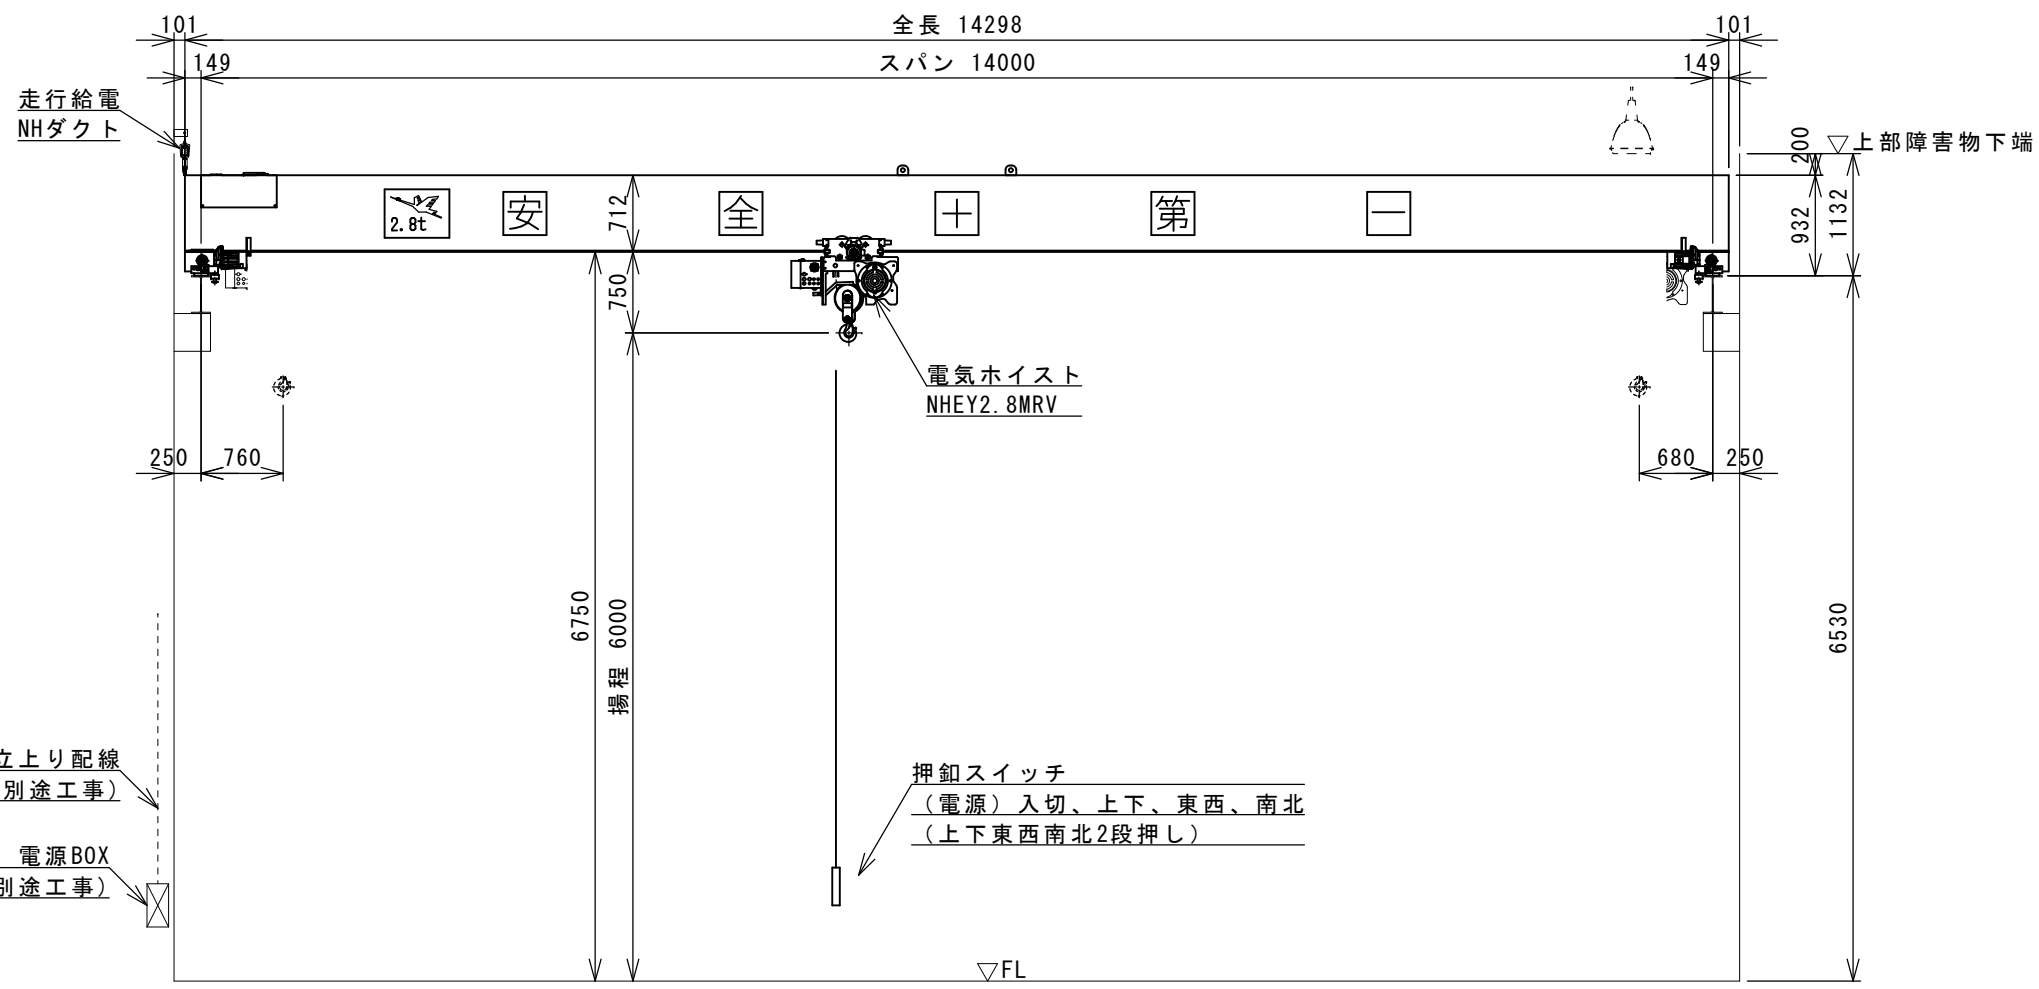 101
全長 14298
101
149
スパン 14000
149
走行給電
NHダクト
200
▽上部障害物下端
2.8t
安
全
十
第
一
712
932
1132
750
電気ホイスト
NHEY2.8MRV
250
760
680
250
6750
揚程 6000
6530
立上り配線
別途工事)
押釦スイッチ
(電源)入切、上下、東西、南北
(上下東西南北2段押し)
電源BOX
別途工事)
▽FL